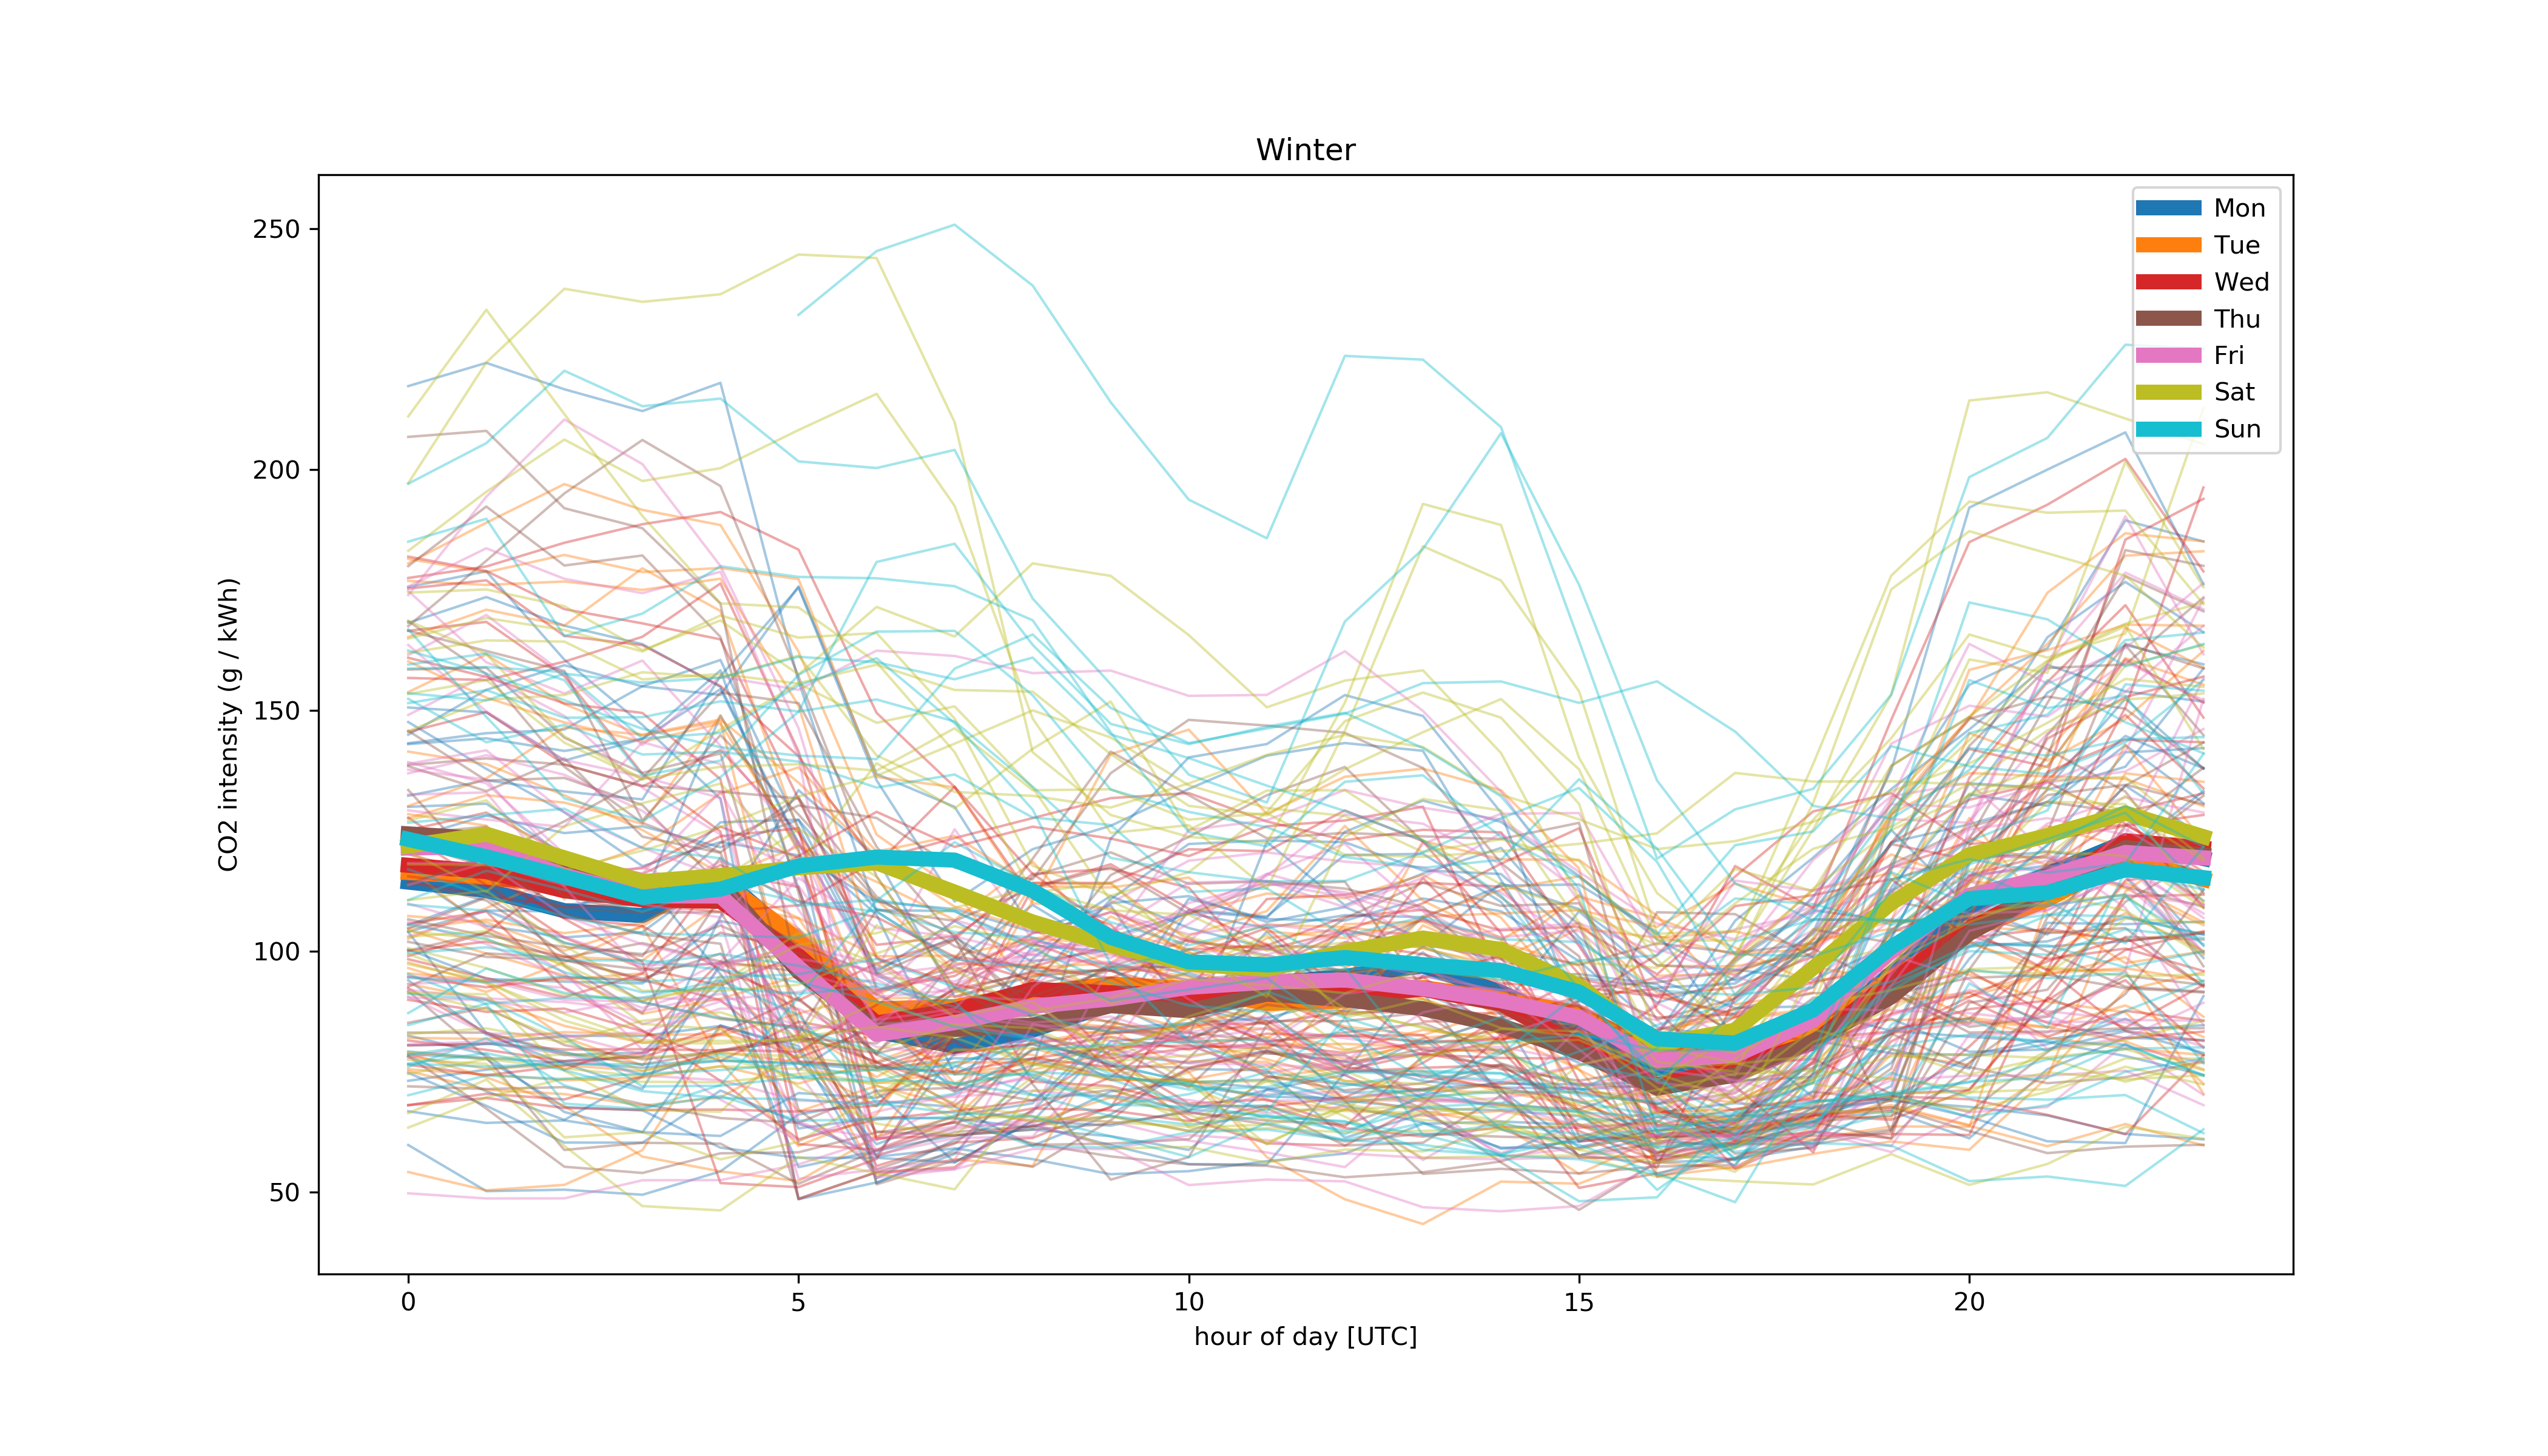 Winter
250
200
150
100
50
CO2 intensity (g / kWh)
0 5 10 15 20
hour of day [UTC]
Mon
Tue
Wed
Thu
Fri
Sat
Sun